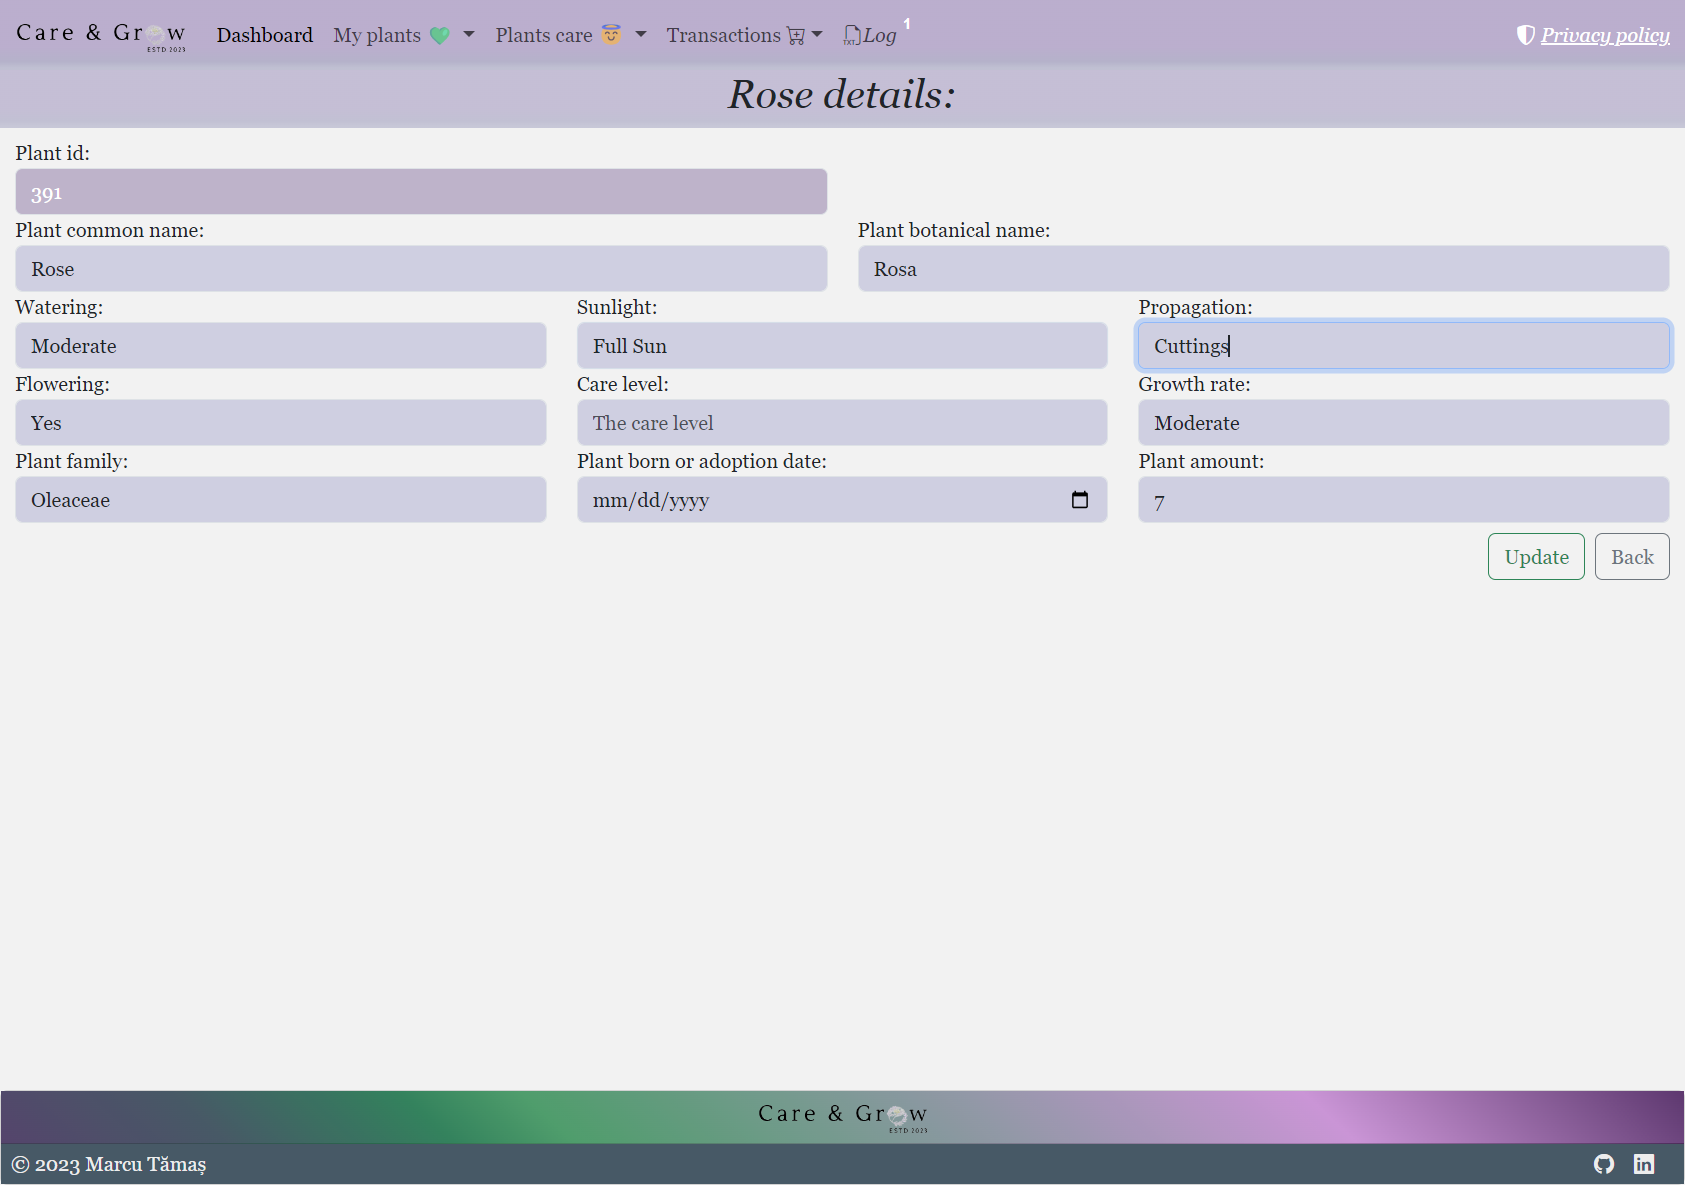 Care & Grow
ESTD 2023
Dashboard
My plants
Plants care
Transactions
TXT
Log
1
Privacy policy
Rose details:
Plant id:
391
Plant common name:
Plant botanical name:
Rose
Rosa
Watering:
Sunlight:
Propagation:
Moderate
Full Sun
Cuttings
Flowering:
Care level:
Growth rate:
Yes
The care level
Moderate
Plant family:
Plant born or adoption date:
Plant amount:
Oleaceae
mm/dd/yyyy
7
Update
Back
Care & Grow
ESTD 2023
© 2023 Marcu Tămaș
in